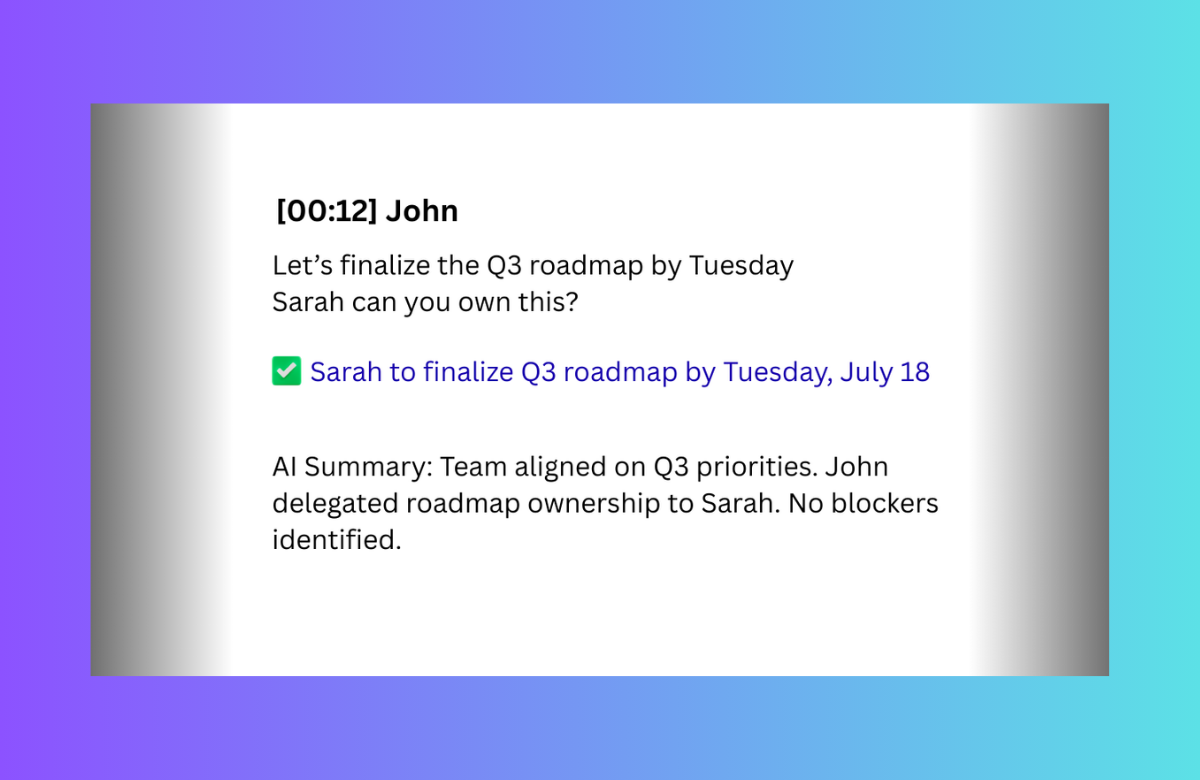 [00:12] John
Let’s finalize the Q3 roadmap by Tuesday
Sarah can you own this?
✅ Sarah to finalize Q3 roadmap by Tuesday, July 18
AI Summary: Team aligned on Q3 priorities. John
delegated roadmap ownership to Sarah. No blockers
identified.